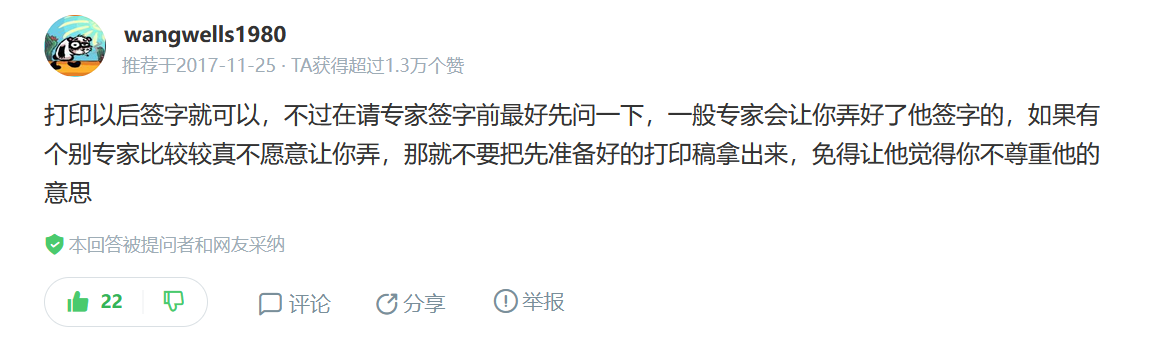 wangwells1980
推荐于2017-11-25 · TA获得超过1.3万个赞
打印以后签字就可以，不过在请专家签字前最好先问一下，一般专家会让你弄好了他签字的，如果有
个别专家比较较真不愿意让你弄，那就不要把先准备好的打印稿拿出来，免得让他觉得你不尊重他的
意思
本回答被提问者和网友采纳
22 评论 分享 举报